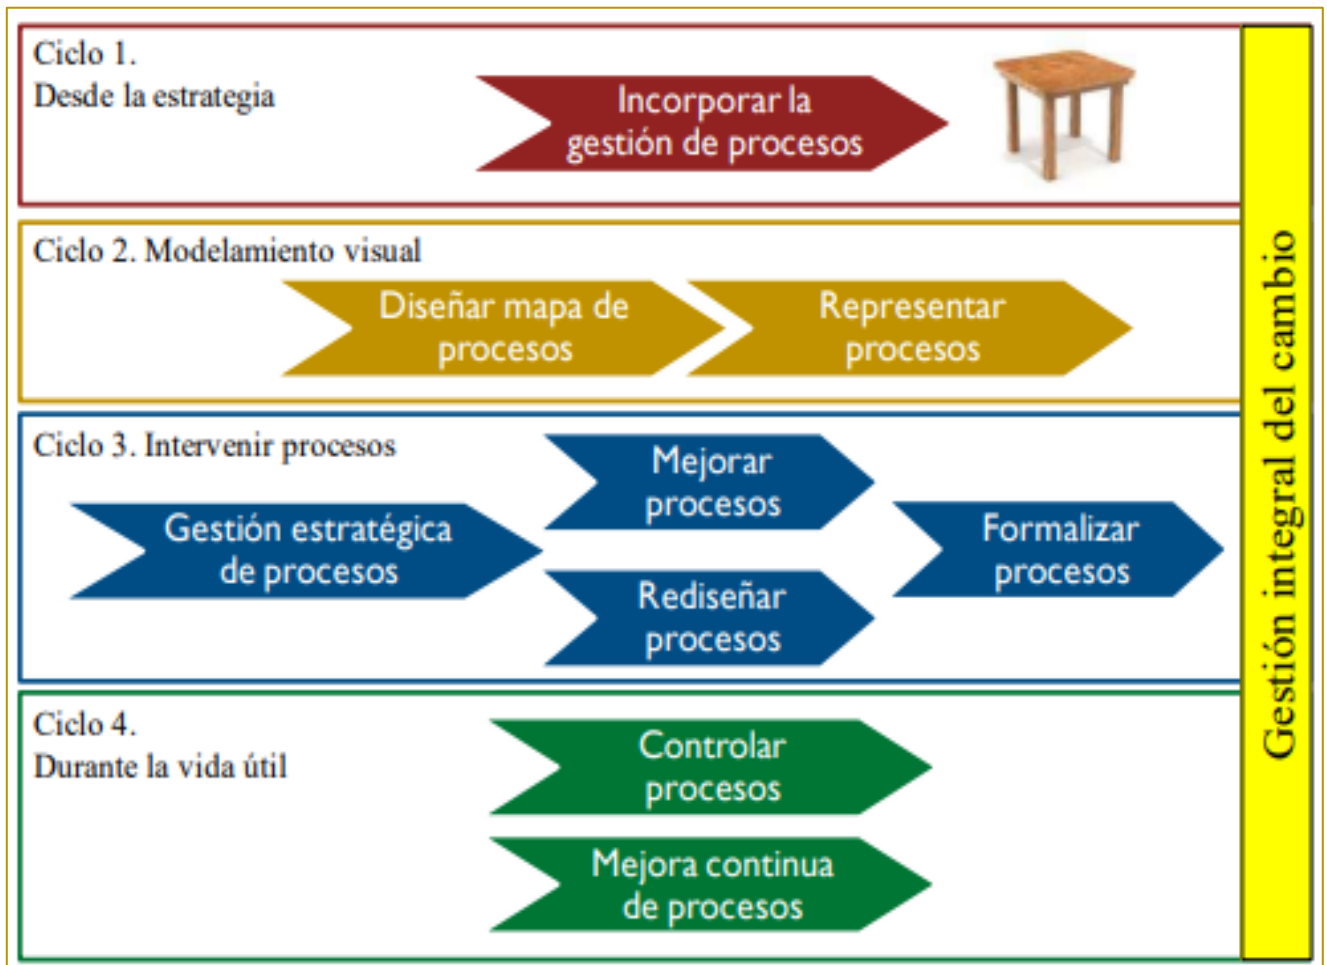 Ciclo 1.
Desde la estrategia
Incorporar la
gestión de procesos
Ciclo 2. Modelamiento visual
Diseñar mapa de
procesos
Representar
procesos
Ciclo 3. Intervenir procesos
Gestión estratégica
de procesos
Mejorar
procesos
Rediseñar
procesos
Formalizar
procesos
Ciclo 4.
Durante la vida útil
Controlar
procesos
Mejora continua
de procesos
Gestión integral del cambio